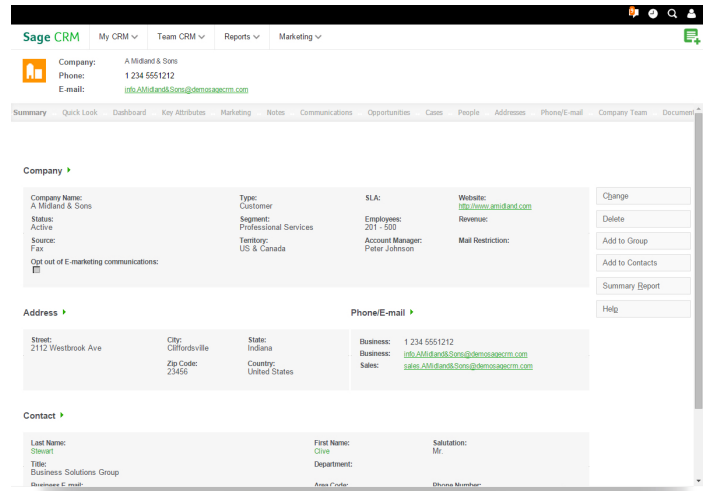 Sage CRM My CRM Team CRM Reports Marketing
Company: A Midland & Sons
Phone: 1 234 5551212
E-mail: info.AMidland&Sons@demosagecrm.com
Summary Quick Look Dashboard Key Attributes Marketing Notes Communications Opportunities Cases People Addresses Phone/E-mail Company Team Document
Company
Company Name: Type: SLA: Website:
A Midland & Sons Customer http://www.amidland.com
Status: Segment: Employees: Revenue:
Active Professional Services 201 - 500
Source: Territory: Account Manager: Mail Restriction:
Fax US & Canada Peter Johnson
Opt out of E-marketing communications:
Change
Delete
Add to Group
Add to Contacts
Summary Report
Help
Address Phone/E-mail
Street: City: State:
2112 Westbrook Ave Cliffordsville Indiana
Zip Code: Country:
23456 United States
Business: 1 234 5551212
Business: info.AMidland&Sons@demosagecrm.com
Sales: sales.AMidland&Sons@demosagecrm.com
Contact
Last Name: First Name: Salutation:
Stewart Clive Mr.
Title: Department:
Business Solutions Group
Business E-mail: Area Code: Phone Number: